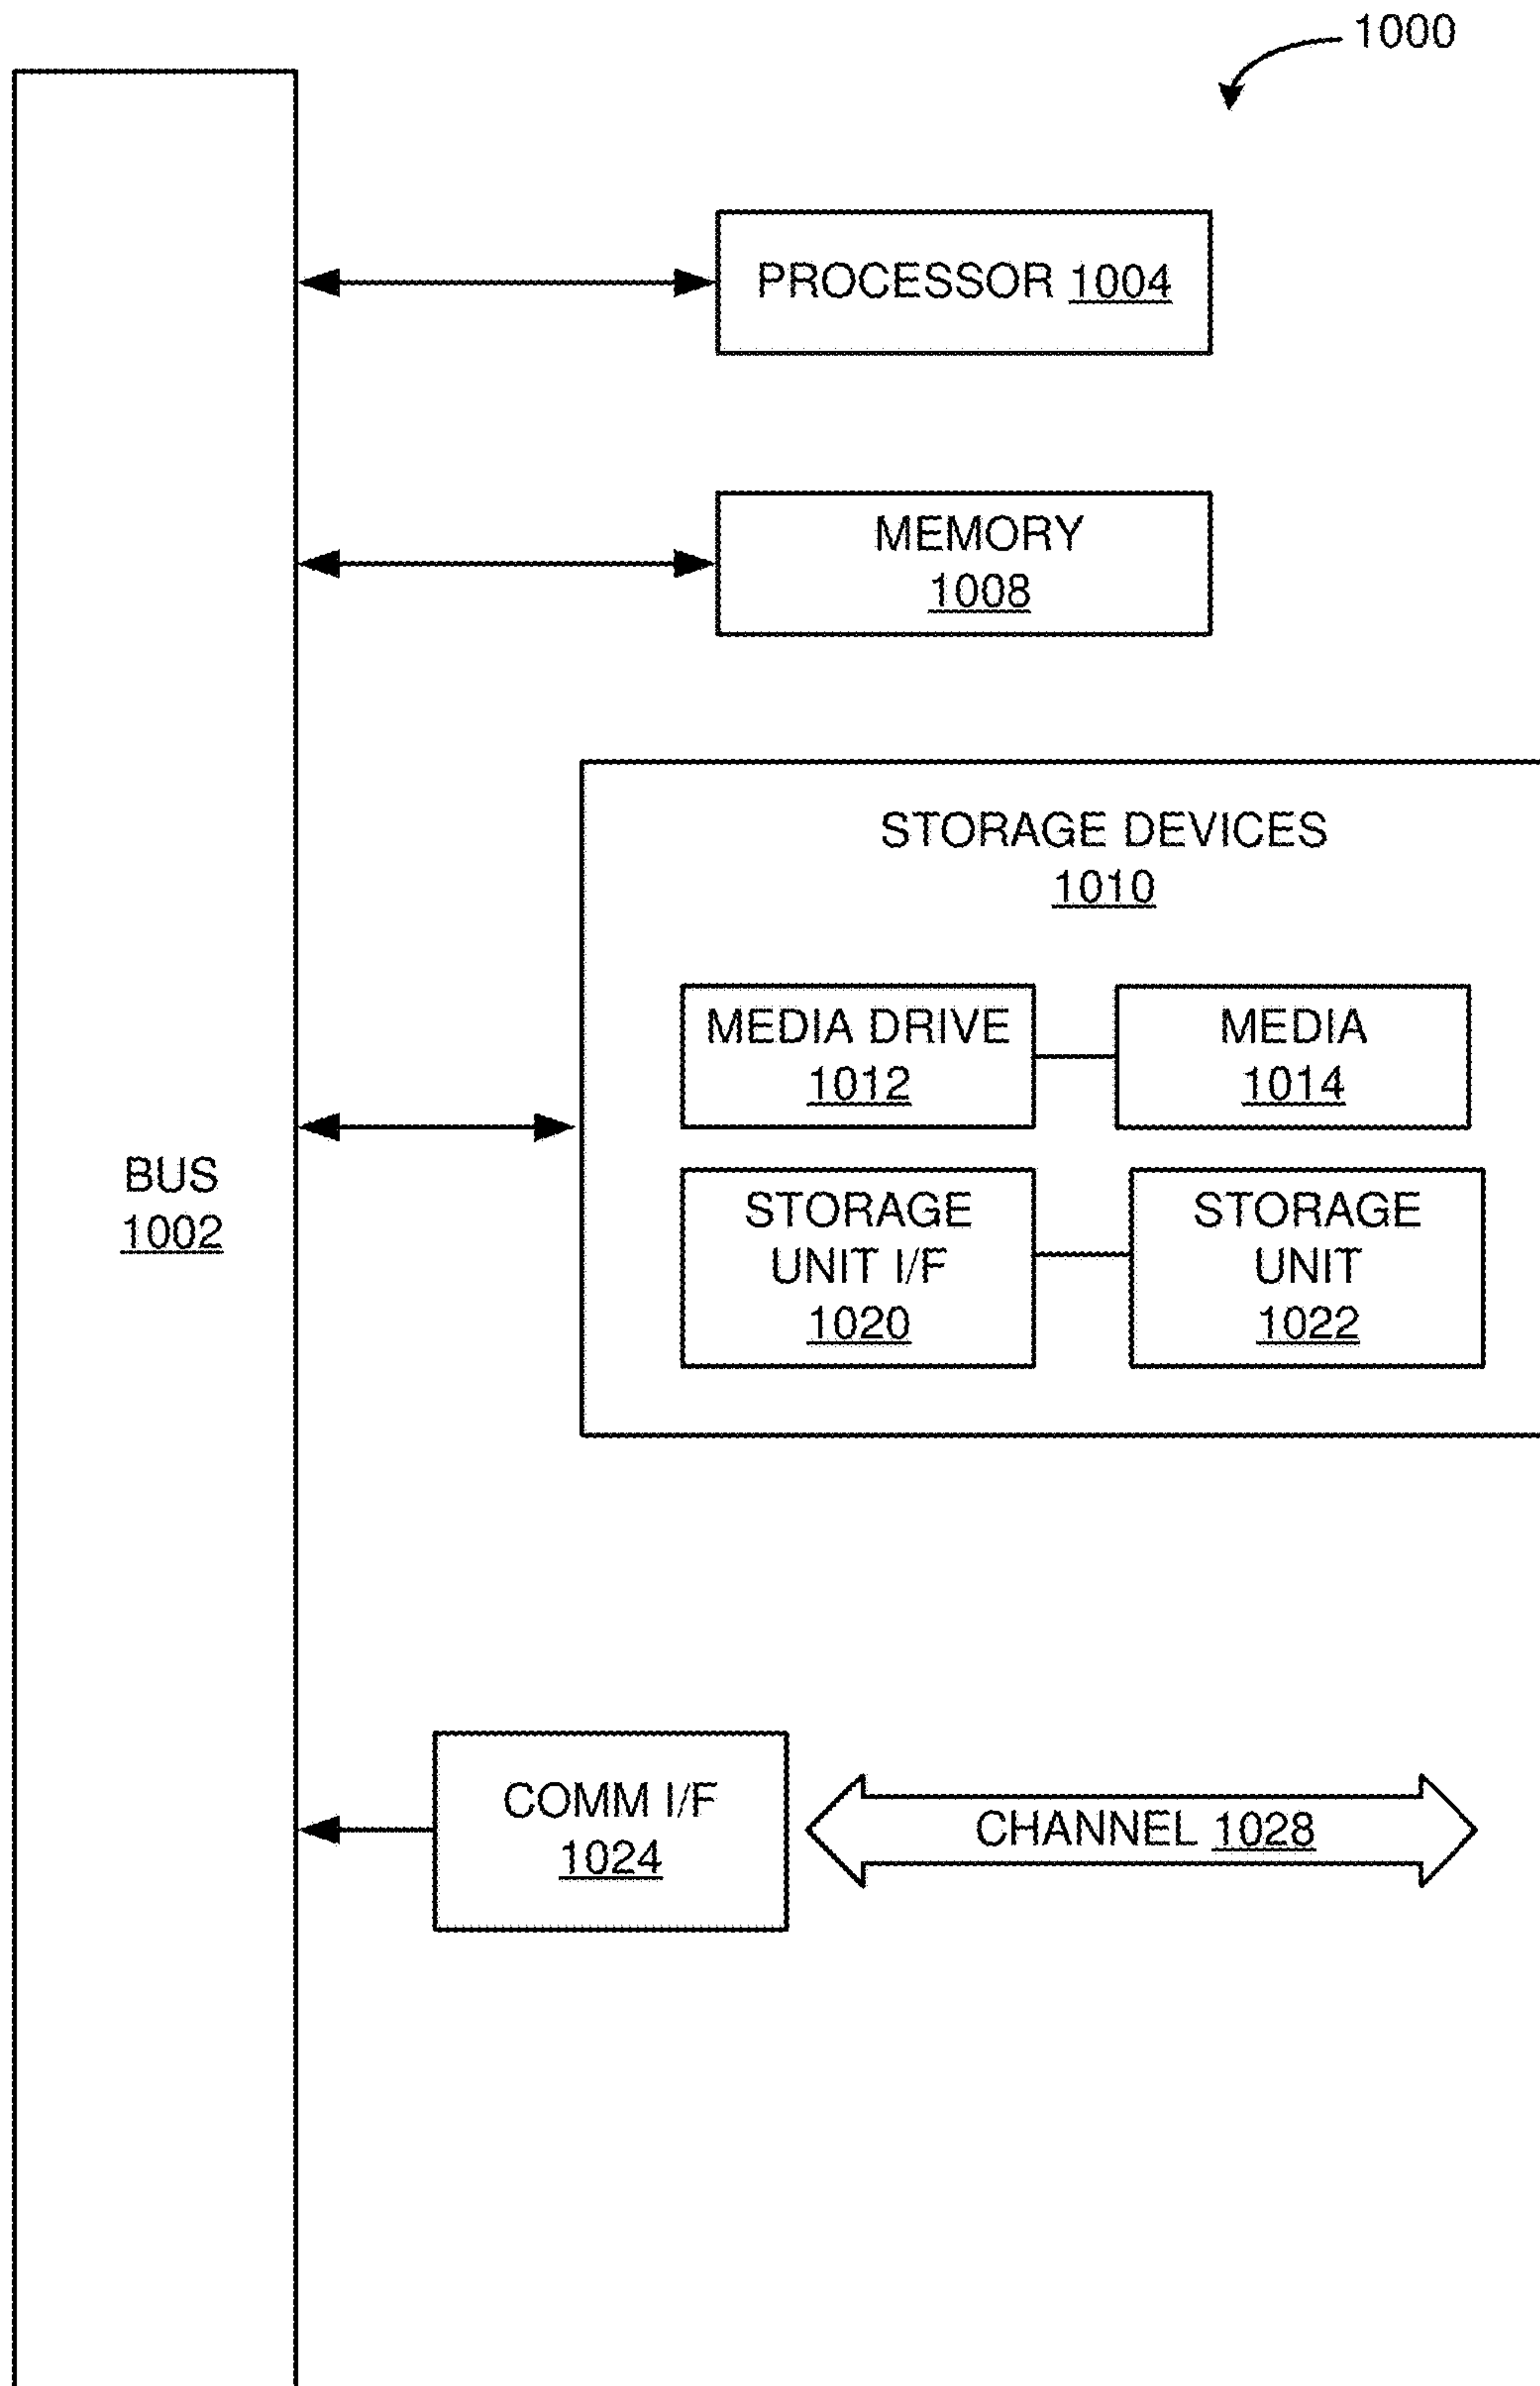 1000
PROCESSOR 1004
MEMORY
1008
STORAGE DEVICES
1010
MEDIA DRIVE
1012
MEDIA
1014
BUS
1002
STORAGE
UNIT I/F
1020
STORAGE
UNIT
1022
COMM I/F
1024
CHANNEL 1028